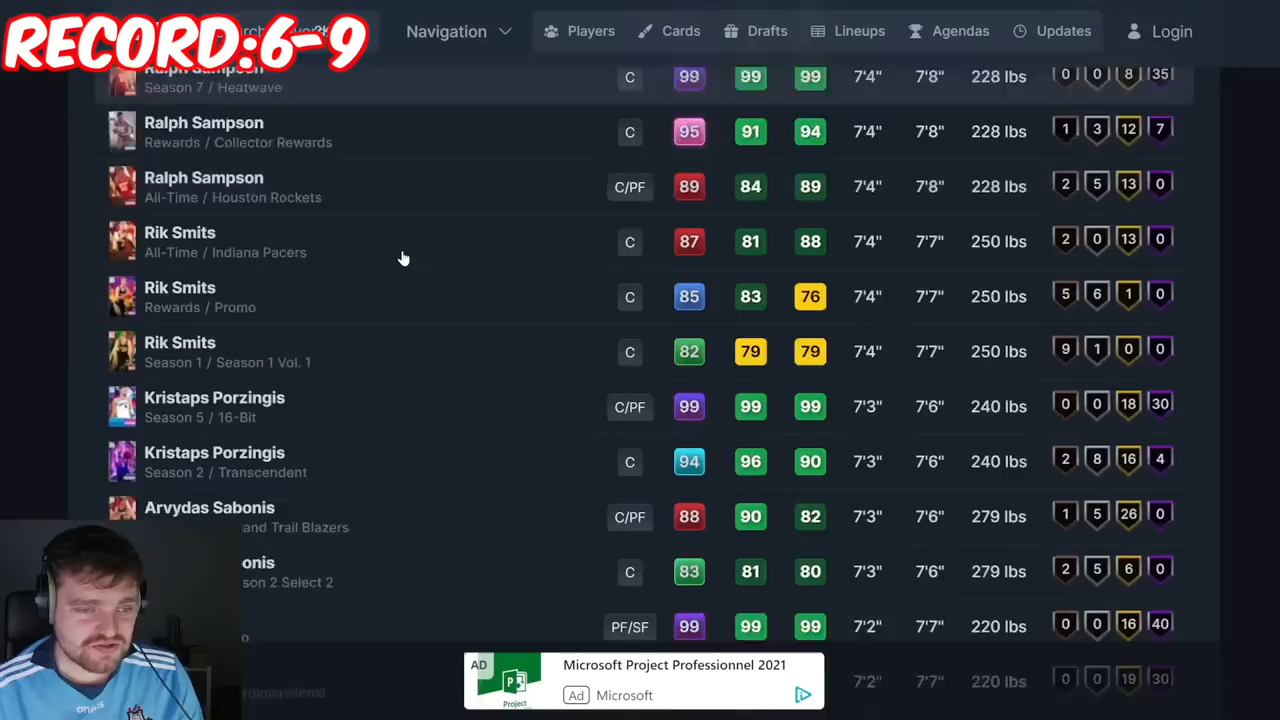 RECORD:6-9
Navigation
Players
Cards
Drafts
Lineups
Agendas
Updates
Login
Ralph Sampson
Season 7 / Heatwave
C 99 99 99 7'4" 7'8" 228 lbs 0 0 8 35
Ralph Sampson
Rewards / Collector Rewards
C 95 91 94 7'4" 7'8" 228 lbs 1 3 12 7
Ralph Sampson
All-Time / Houston Rockets
C/PF 89 84 89 7'4" 7'8" 228 lbs 2 5 13 0
Rik Smits
All-Time / Indiana Pacers
C 87 81 88 7'4" 7'7" 250 lbs 2 0 13 0
Rik Smits
Rewards / Promo
C 85 83 76 7'4" 7'7" 250 lbs 5 6 1 0
Rik Smits
Season 1 / Season 1 Vol. 1
C 82 79 79 7'4" 7'7" 250 lbs 9 1 0 0
Kristaps Porzingis
Season 5 / 16-Bit
C/PF 99 99 99 7'3" 7'6" 240 lbs 0 0 18 30
Kristaps Porzingis
Season 2 / Transcendent
C 94 96 90 7'3" 7'6" 240 lbs 2 8 16 4
Arvydas Sabonis
and Trail Blazers
C/PF 88 90 82 7'3" 7'6" 279 lbs 1 5 26 0
onis
son 2 Select 2
C 83 81 80 7'3" 7'6" 279 lbs 2 5 6 0
PF/SF 99 99 99 7'2" 7'7" 220 lbs 0 0 16 40
7'2" 7'7" 220 lbs 0 0 19 30
AD
Project
Microsoft Project Professionnel 2021
Ad Microsoft